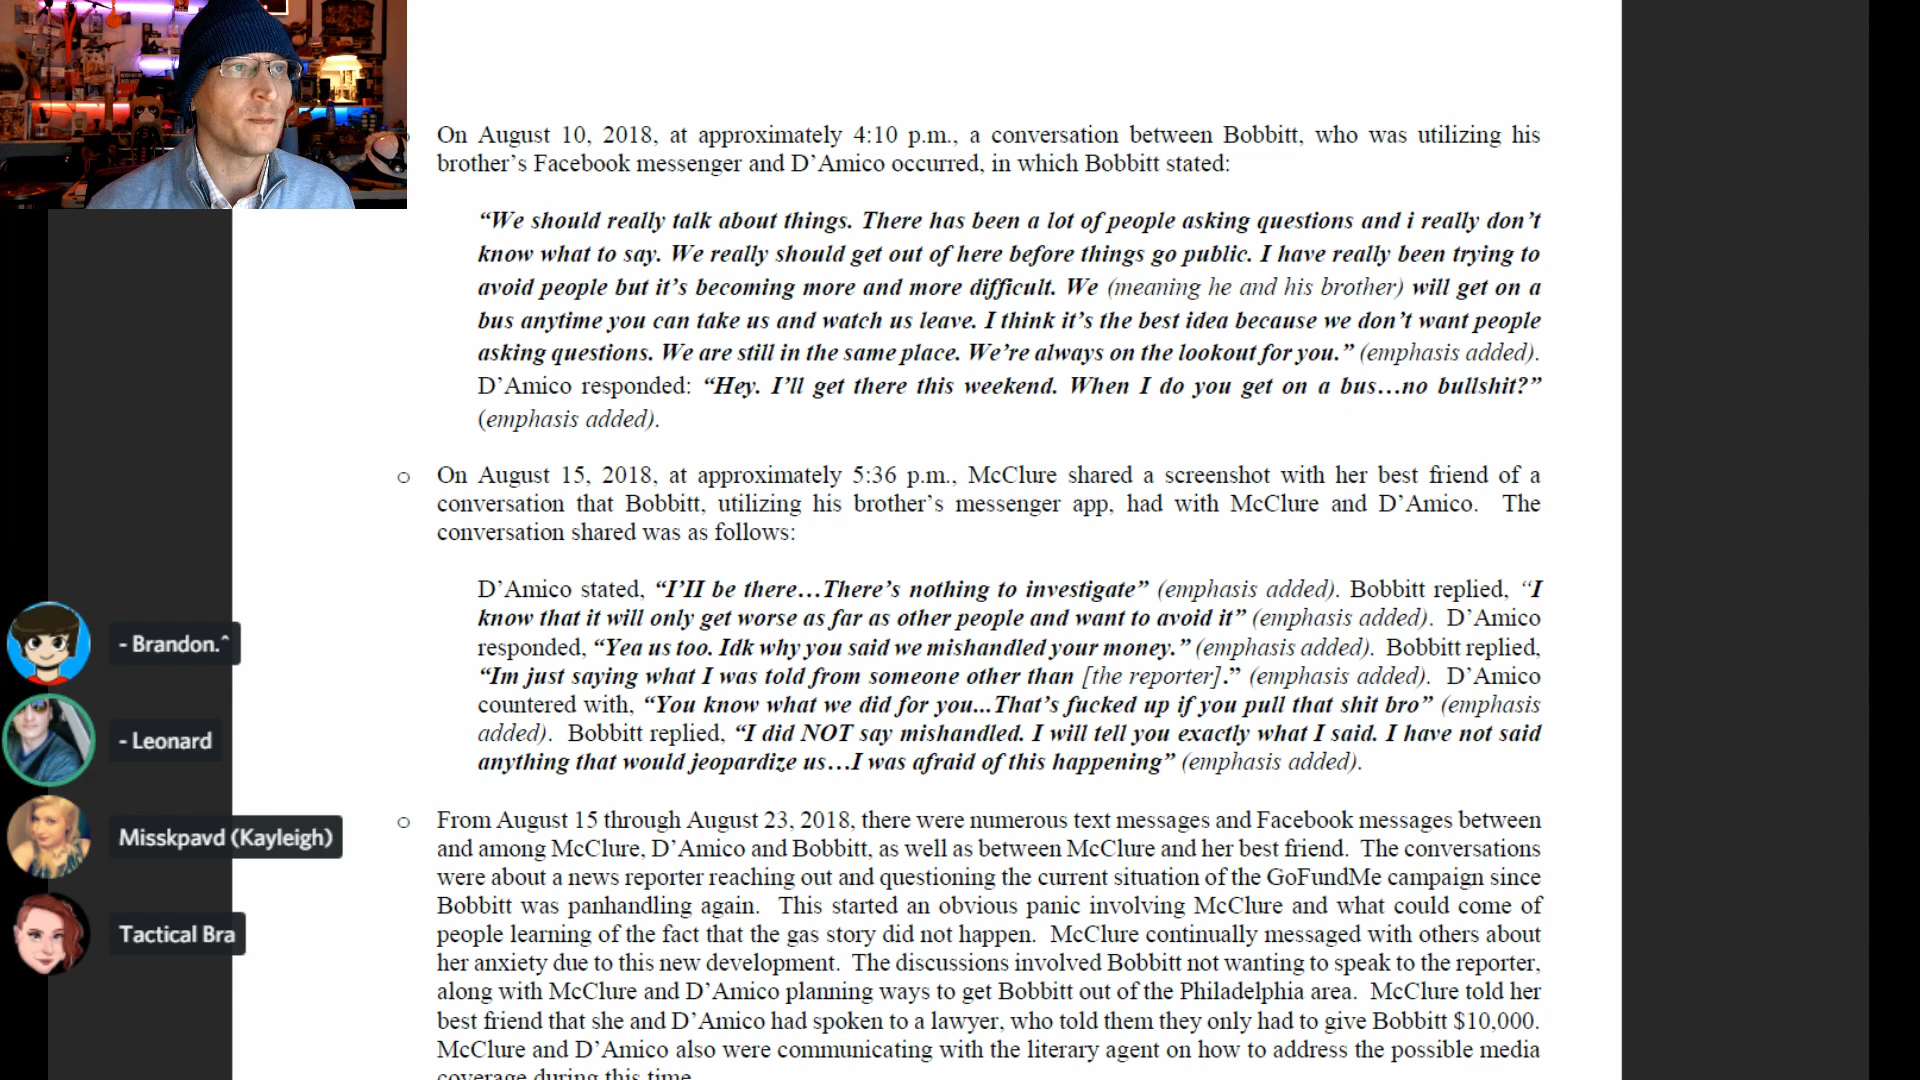 On August 10, 2018, at approximately 4:10 p.m., a conversation between Bobbitt, who was utilizing his
brother's Facebook messenger and D'Amico occurred, in which Bobbitt stated:
“We should really talk about things. There has been a lot of people asking questions and i really don't
know what to say. We really should get out of here before things go public. I have really been trying to
avoid people but it's becoming more and more difficult. We (meaning he and his brother) will get on a
bus anytime you can take us and watch us leave. I think it's the best idea because we don't want people
asking questions. We are still in the same place. We're always on the lookout for you.” (emphasis added).
D'Amico responded: “Hey. I'll get there this weekend. When I do you get on a bus…no bullshit?”
(emphasis added).
o On August 15, 2018, at approximately 5:36 p.m., McClure shared a screenshot with her best friend of a
conversation that Bobbitt, utilizing his brother's messenger app, had with McClure and D'Amico. The
conversation shared was as follows:
D'Amico stated, “I'II be there…There's nothing to investigate” (emphasis added). Bobbitt replied, “I
know that it will only get worse as far as other people and want to avoid it” (emphasis added). D'Amico
responded, “Yea us too. Idk why you said we mishandled your money.” (emphasis added). Bobbitt replied,
“Im just saying what I was told from someone other than [the reporter].” (emphasis added). D'Amico
countered with, “You know what we did for you...That's fucked up if you pull that shit bro” (emphasis
added). Bobbitt replied, “I did NOT say mishandled. I will tell you exactly what I said. I have not said
anything that would jeopardize us…I was afraid of this happening” (emphasis added).
o From August 15 through August 23, 2018, there were numerous text messages and Facebook messages between
and among McClure, D'Amico and Bobbitt, as well as between McClure and her best friend. The conversations
were about a news reporter reaching out and questioning the current situation of the GoFundMe campaign since
Bobbitt was panhandling again. This started an obvious panic involving McClure and what could come of
people learning of the fact that the gas story did not happen. McClure continually messaged with others about
her anxiety due to this new development. The discussions involved Bobbitt not wanting to speak to the reporter,
along with McClure and D'Amico planning ways to get Bobbitt out of the Philadelphia area. McClure told her
best friend that she and D'Amico had spoken to a lawyer, who told them they only had to give Bobbitt $10,000.
McClure and D'Amico also were communicating with the literary agent on how to address the possible media
coverage during this time.
- Brandon.^
- Leonard
Misskpavd (Kayleigh)
Tactical Bra